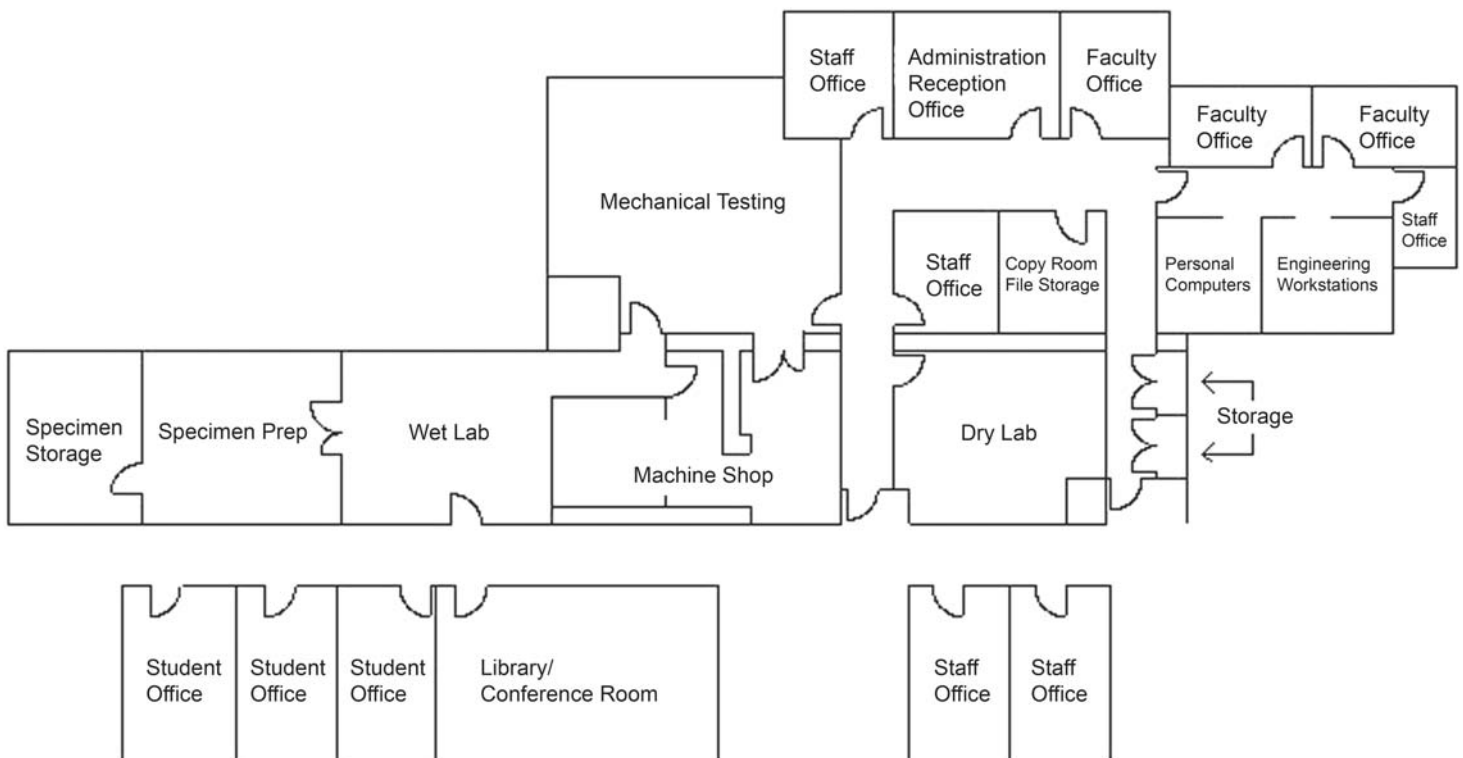 Staff
Office
Administration
Reception
Office
Faculty
Office
Faculty
Office
Faculty
Office
Mechanical Testing
Staff
Office
Staff
Office
Copy Room
File Storage
Personal
Computers
Engineering
Workstations
Specimen
Storage
Specimen Prep
Wet Lab
Machine Shop
Dry Lab
Storage
Student
Office
Student
Office
Student
Office
Library/
Conference Room
Staff
Office
Staff
Office